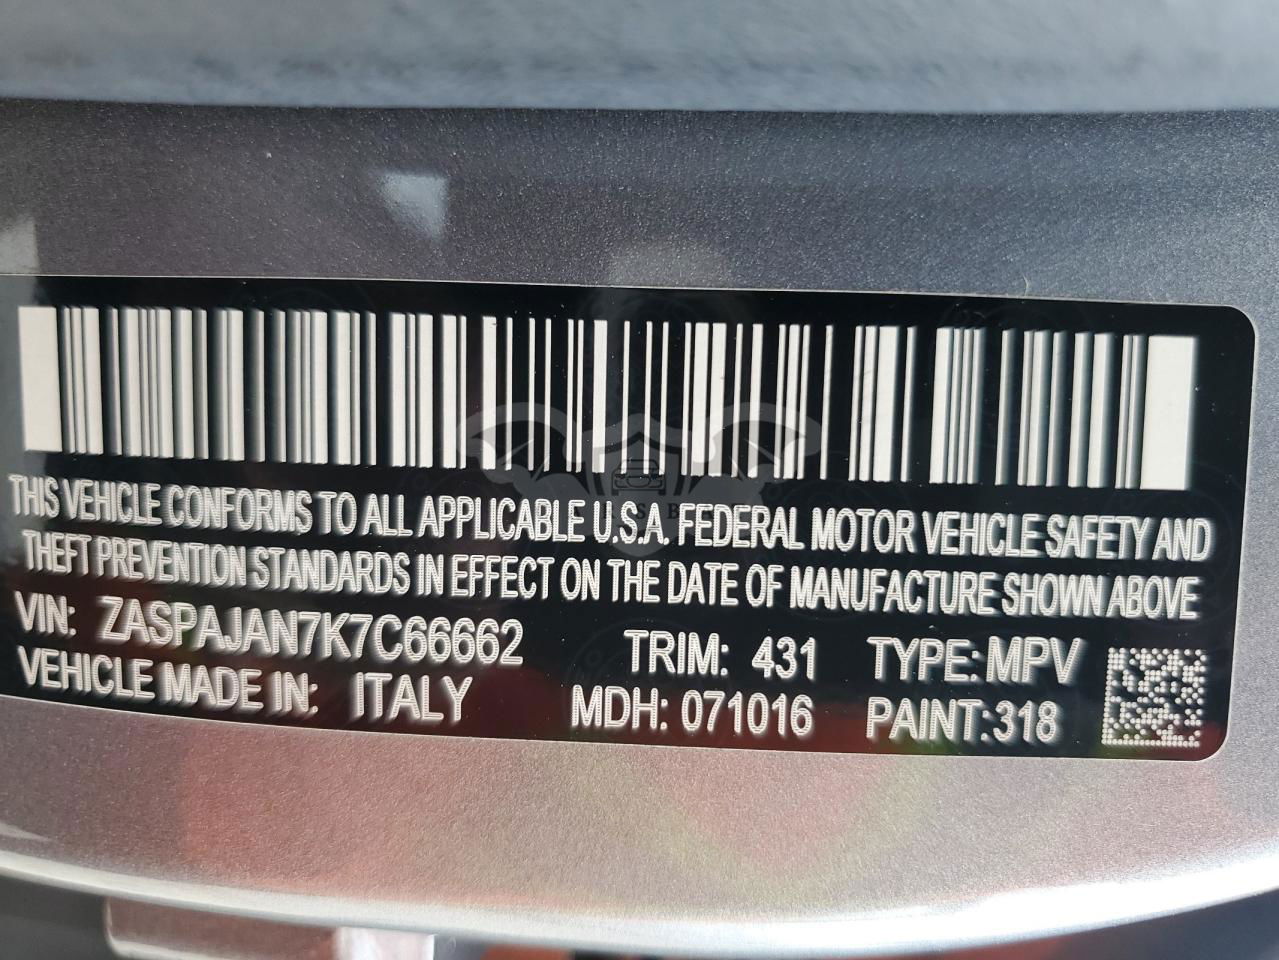 THIS VEHICLE CONFORMS TO ALL APPLICABLE U.S.A. FEDERAL MOTOR VEHICLE SAFETY AND
THEFT PREVENTION STANDARDS IN EFFECT ON THE DATE OF MANUFACTURE SHOWN ABOVE
VIN: ZASPAJAN7K7C66662 TRIM: 431 TYPE: MPV
VEHICLE MADE IN: ITALY MDH: 071016 PAINT: 318